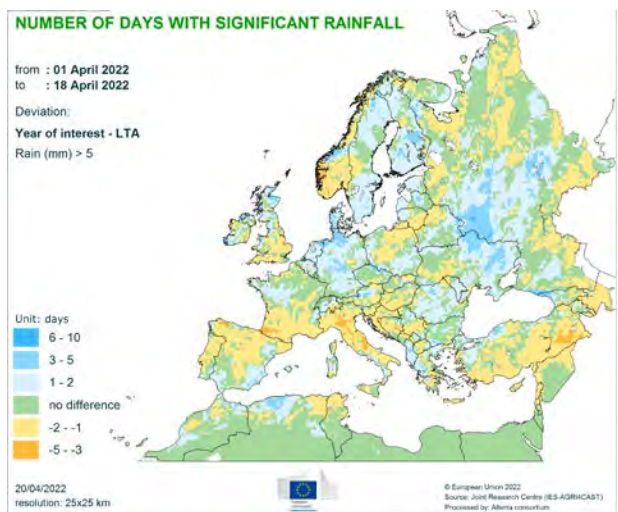 NUMBER OF DAYS WITH SIGNIFICANT RAINFALL
from : 01 April 2022
to : 18 April 2022
Deviation:
Year of interest - LTA
Rain (mm) > 5
Unit: days
6 - 10
3 - 5
1 - 2
no difference
-2 - -1
-5 - -3
20/04/2022
resolution: 25x25 km
© European Union 2022
Source: Joint Research Centre (IES-AGRI4CAST)
Processed by: Alterra consortium